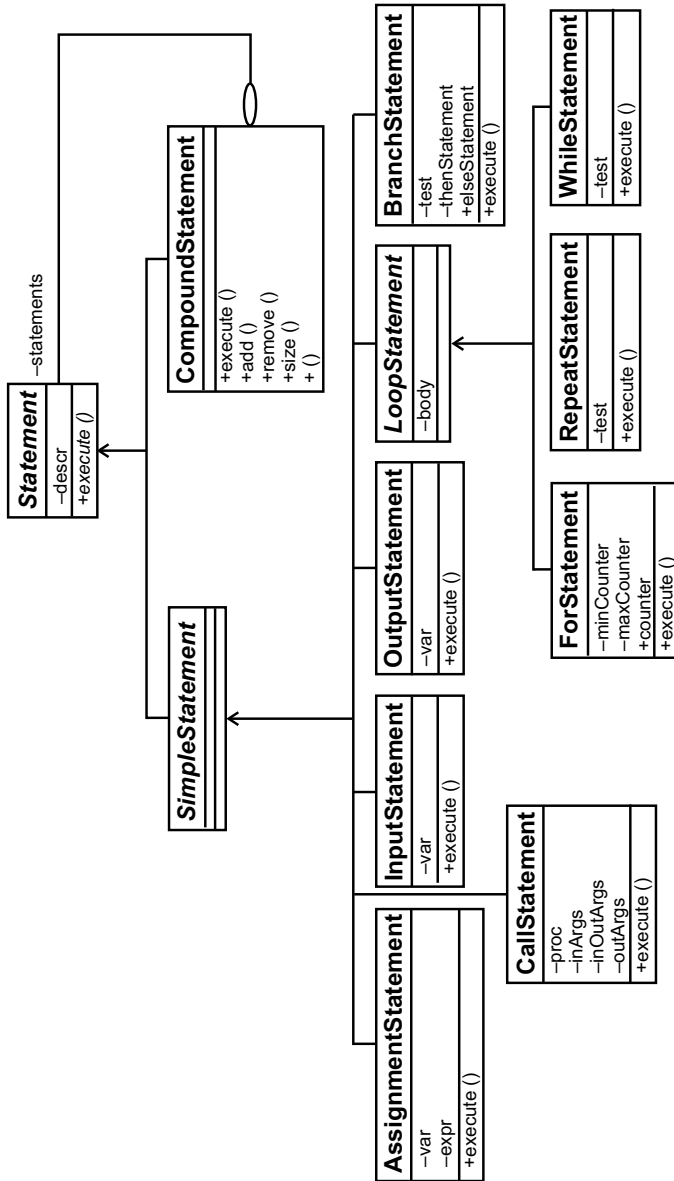 Statement
–descr
+execute ()
–statements
SimpleStatement
CompoundStatement
+execute ()
+add ()
+remove ()
+size ()
+ ()
AssignmentStatement
–var
–expr
+execute ()
InputStatement
–var
+execute ()
OutputStatement
–var
+execute ()
LoopStatement
–body
BranchStatement
–test
–thenStatement
+elseStatement
+execute ()
CallStatement
–proc
–inArgs
–inOutArgs
–outArgs
+execute ()
ForStatement
–minCounter
–maxCounter
+counter
+execute ()
RepeatStatement
–test
+execute ()
WhileStatement
–test
+execute ()